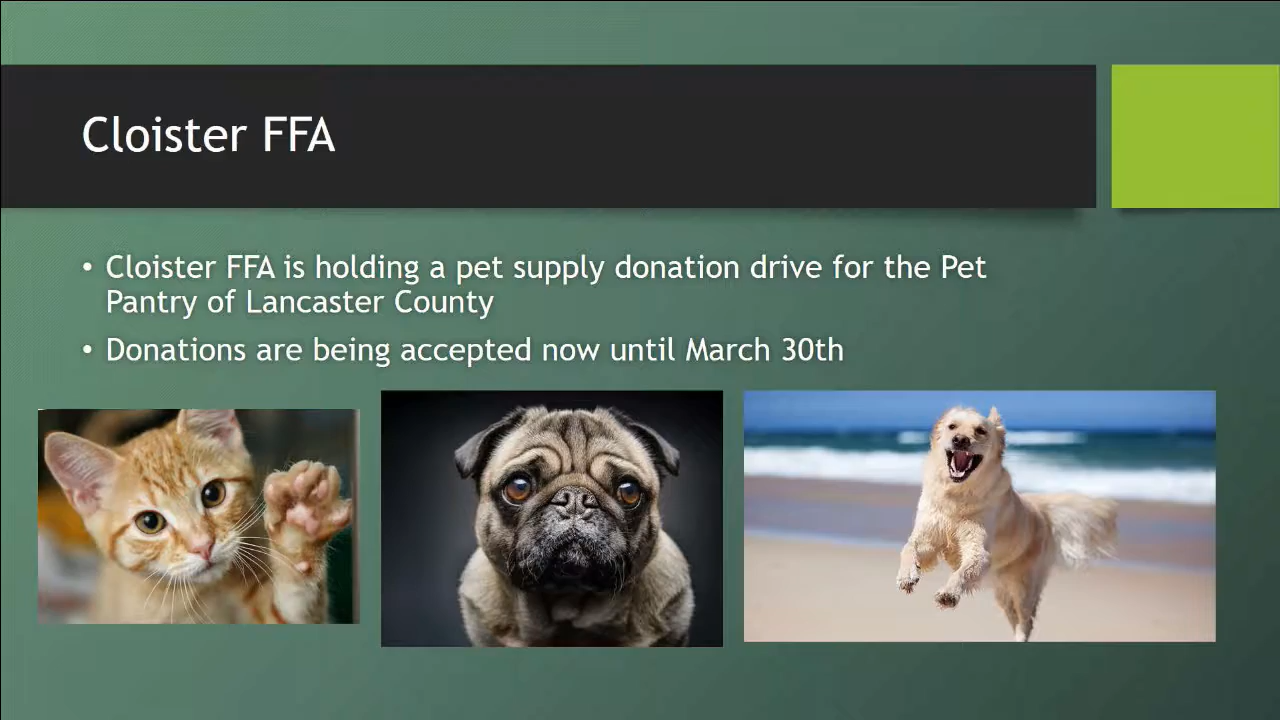 Cloister FFA
• Cloister FFA is holding a pet supply donation drive for the Pet
Pantry of Lancaster County
• Donations are being accepted now until March 30th